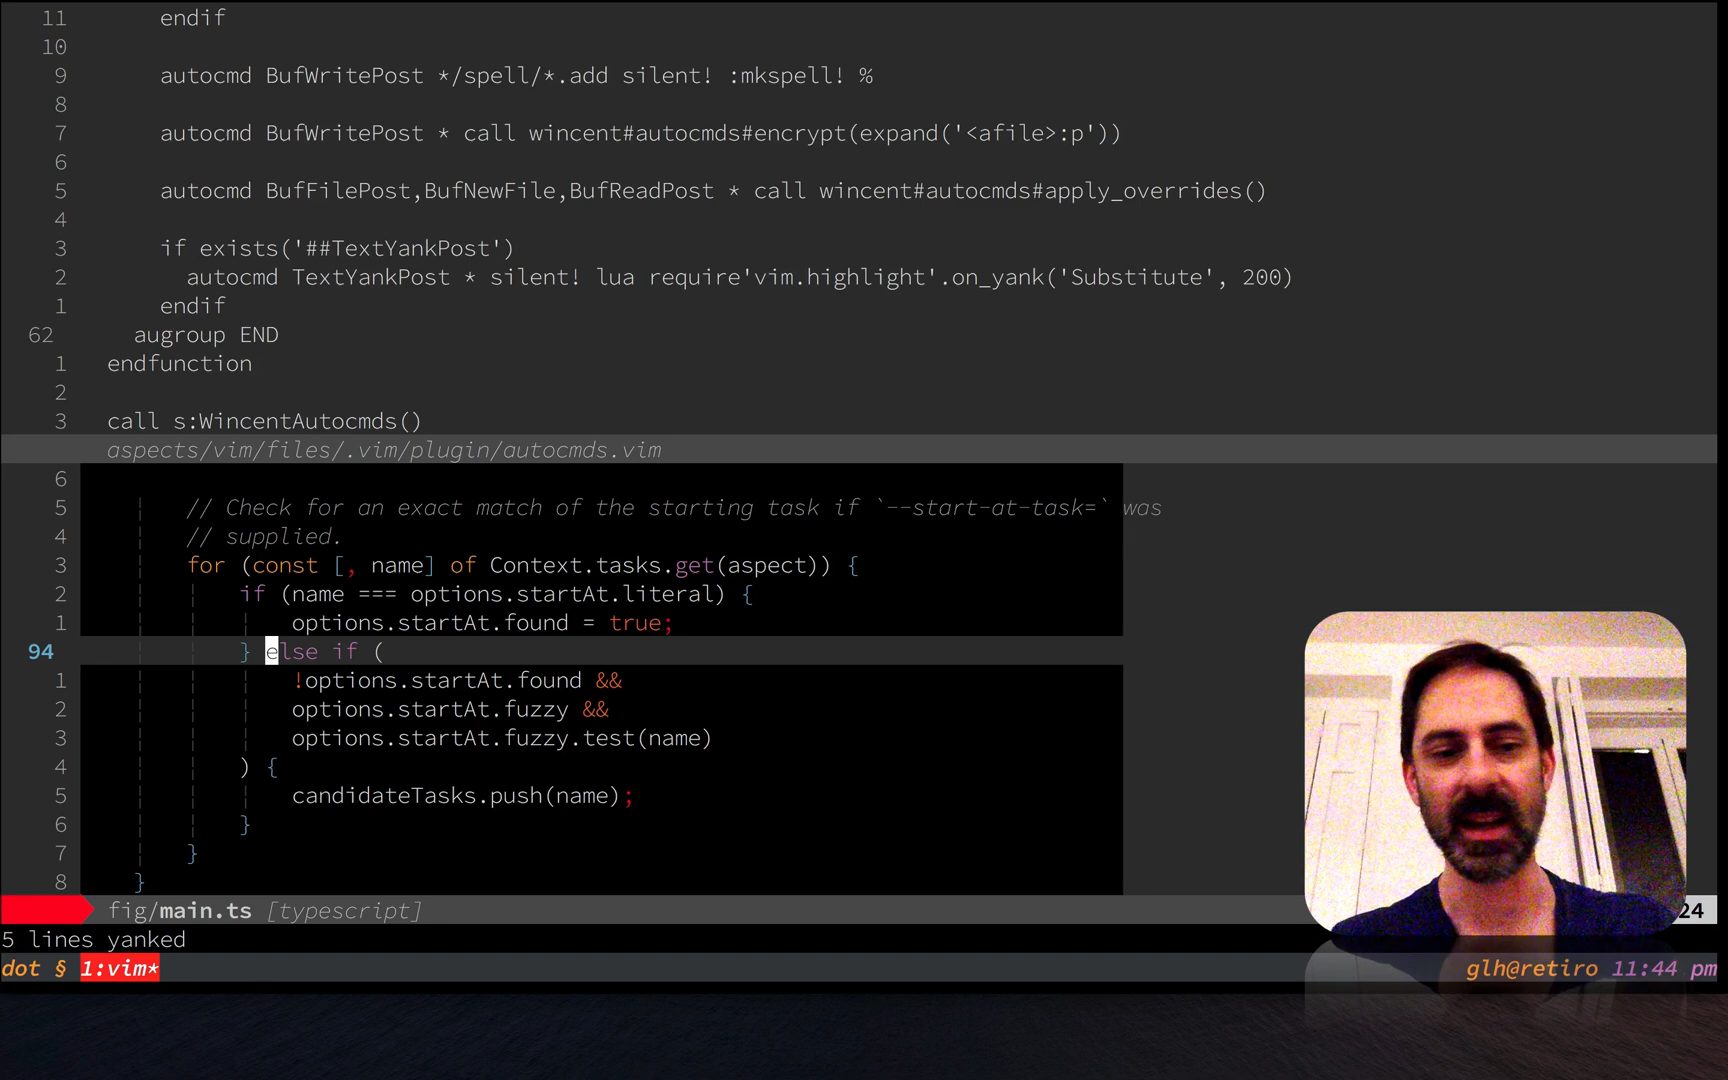 11 endif
10
9 autocmd BufWritePost */spell/*.add silent! :mkspell! %
8
7 autocmd BufWritePost * call wincent#autocmds#encrypt(expand('<afile>:p'))
6
5 autocmd BufFilePost,BufNewFile,BufReadPost * call wincent#autocmds#apply_overrides()
4
3 if exists('##TextYankPost')
2 autocmd TextYankPost * silent! lua require'vim.highlight'.on_yank('Substitute', 200)
1 endif
62 augroup END
1 endfunction
2
3 call s:WincentAutocmds()
aspects/vim/files/.vim/plugin/autocmds.vim
6
5 // Check for an exact match of the starting task if `--start-at-task=` was
4 // supplied.
3 for (const [, name] of Context.tasks.get(aspect)) {
2 if (name === options.startAt.literal) {
1 options.startAt.found = true;
94 } else if (
1 !options.startAt.found &&
2 options.startAt.fuzzy &&
3 options.startAt.fuzzy.test(name)
4 ) {
5 candidateTasks.push(name);
6 }
7 }
8 }
fig/main.ts [typescript] 24
5 lines yanked
dot § 1:vim* glh@retiro 11:44 pm